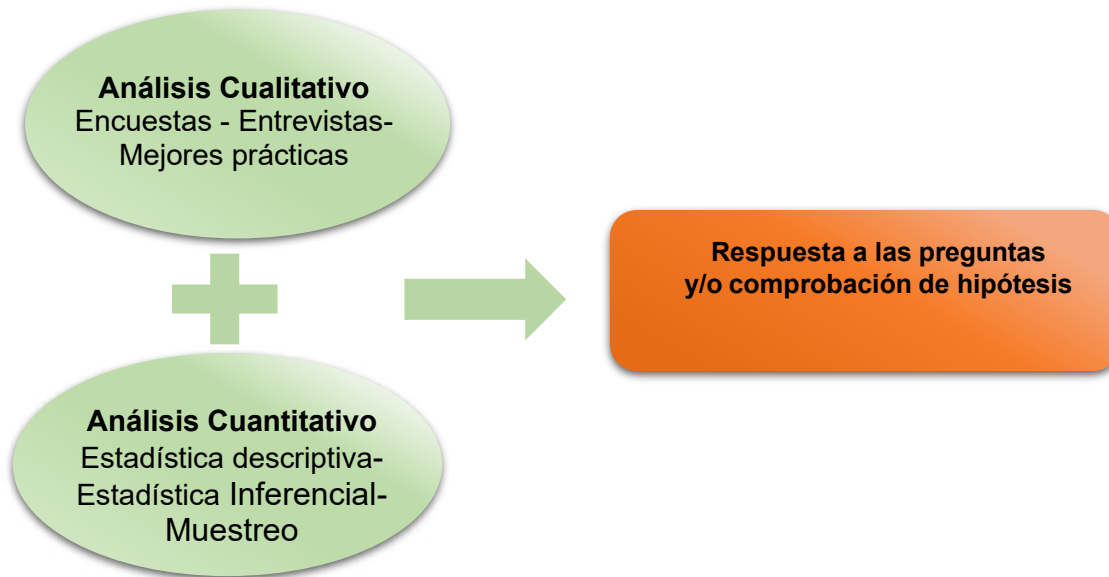 Análisis Cualitativo
Encuestas - Entrevistas-
Mejores prácticas
Respuesta a las preguntas
y/o comprobación de hipótesis
Análisis Cuantitativo
Estadística descriptiva-
Estadística Inferencial-
Muestreo